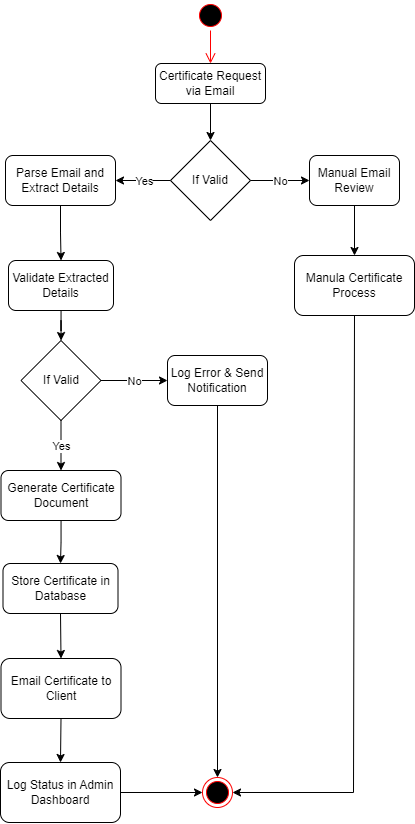 Certificate Request
via Email
If Valid
Yes
No
Parse Email and
Extract Details
Manual Email
Review
Validate Extracted
Details
Manula Certificate
Process
If Valid
No
Log Error & Send
Notification
Yes
Generate Certificate
Document
Store Certificate in
Database
Email Certificate to
Client
Log Status in Admin
Dashboard